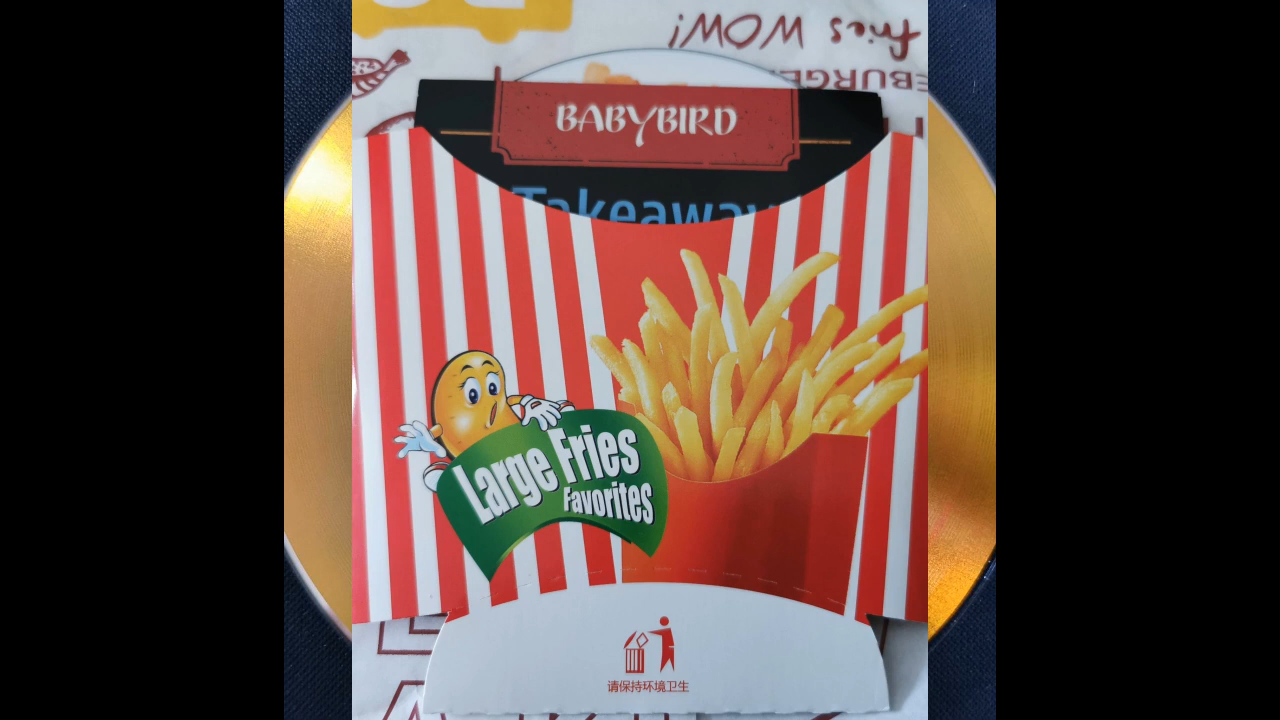 fries WOW!
BABYBIRD
Takeaway
Large Fries
Favorites
请保持环境卫生